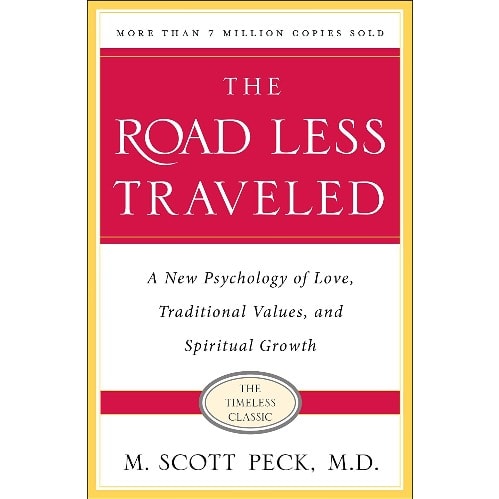 MORE THAN 7 MILLION COPIES SOLD
THE
ROAD LESS
TRAVELED
A New Psychology of Love,
Traditional Values, and
Spiritual Growth
THE
TIMELESS
CLASSIC
M. SCOTT PECK, M.D.